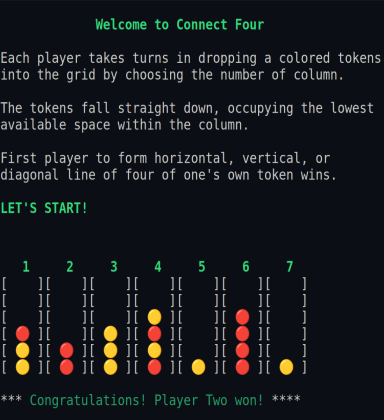 Welcome to Connect Four
Each player takes turns in dropping a colored tokens
into the grid by choosing the number of column.
The tokens fall straight down, occupying the lowest
available space within the column.
First player to form horizontal, vertical, or
diagonal line of four of one's own token wins.
LET'S START!
1 2 3 4 5 6 7
[ ][ ][ ][ ][ ][ ][ ]
[ ][ ][ ][ ][ ][ ][ ]
[ ][ ][ ][🟡][ ][🔴][ ]
[🔴][ ][🟡][🔴][ ][🔴][ ]
[🟡][🔴][🟡][🟡][ ][🔴][ ]
[🟡][🔴][🟡][🔴][🟡][🔴][🟡]
*** Congratulations! Player Two won! ****